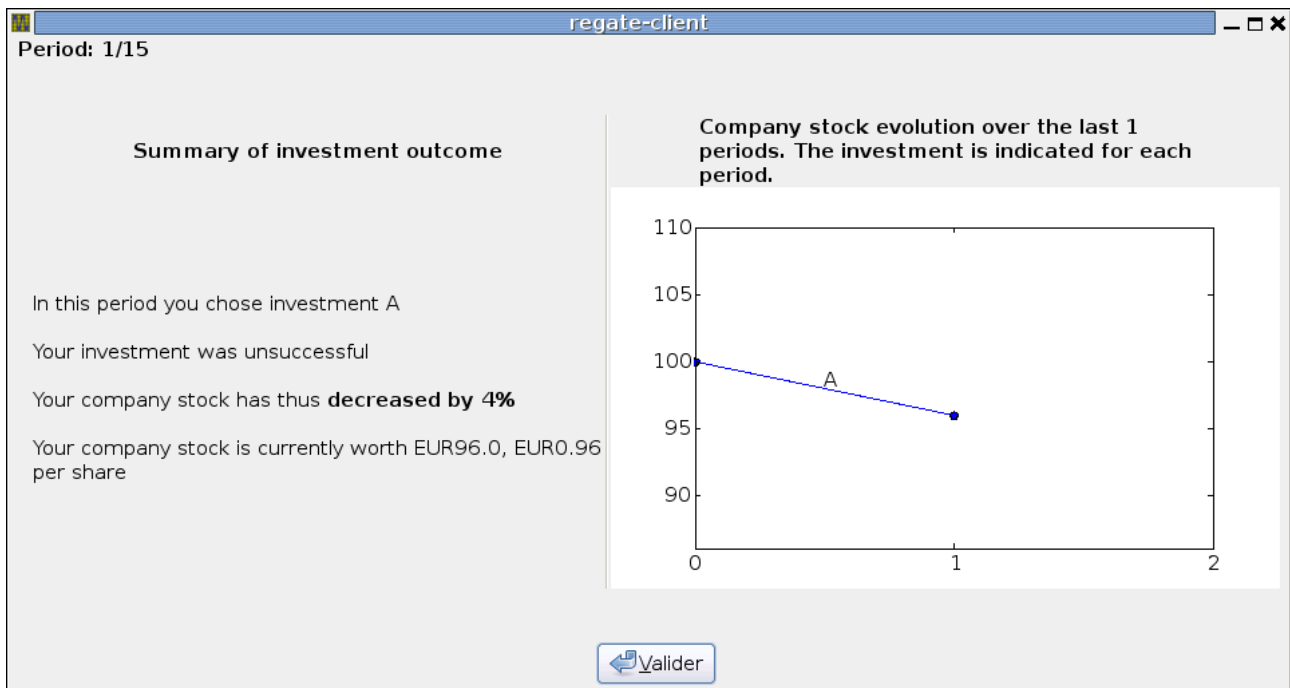 regate-client
Period: 1/15
Summary of investment outcome
In this period you chose investment A
Your investment was unsuccessful
Your company stock has thus decreased by 4%
Your company stock is currently worth EUR96.0, EUR0.96
per share
Company stock evolution over the last 1
periods. The investment is indicated for each
period.
110
105
100
95
90
A
0
1
2
Valider